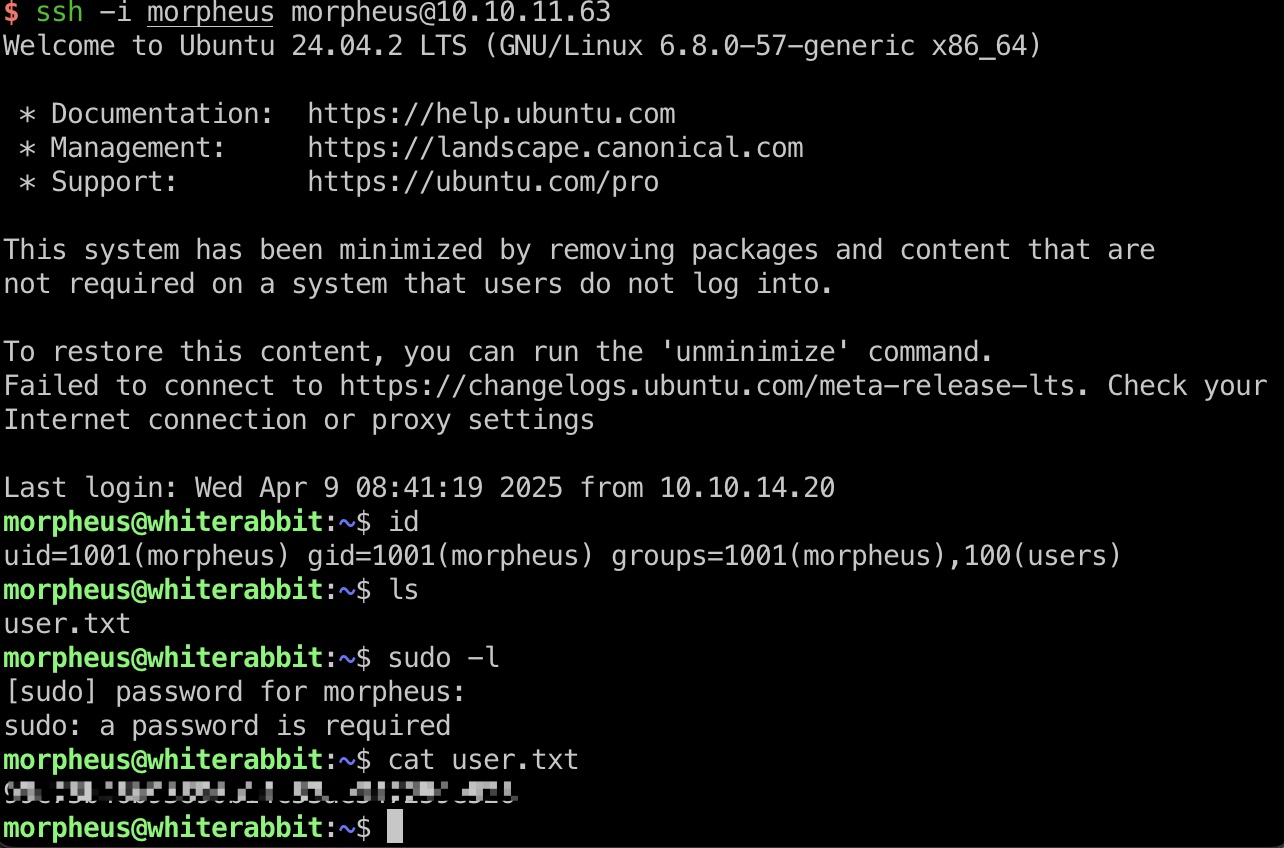 $ ssh -i morpheus morpheus@10.10.11.63
Welcome to Ubuntu 24.04.2 LTS (GNU/Linux 6.8.0-57-generic x86_64)
* Documentation:  https://help.ubuntu.com
* Management:     https://landscape.canonical.com
* Support:        https://ubuntu.com/pro
This system has been minimized by removing packages and content that are
not required on a system that users do not log into.
To restore this content, you can run the 'unminimize' command.
Failed to connect to https://changelogs.ubuntu.com/meta-release-lts. Check your
Internet connection or proxy settings
Last login: Wed Apr 9 08:41:19 2025 from 10.10.14.20
morpheus@whiterabbit:~$ id
uid=1001(morpheus) gid=1001(morpheus) groups=1001(morpheus),100(users)
morpheus@whiterabbit:~$ ls
user.txt
morpheus@whiterabbit:~$ sudo -l
[sudo] password for morpheus:
sudo: a password is required
morpheus@whiterabbit:~$ cat user.txt
morpheus@whiterabbit:~$